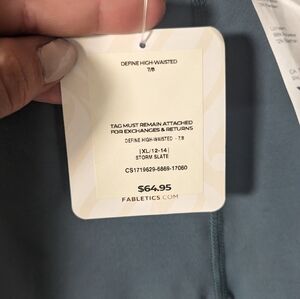 DEFINE HIGH-WAISTED
7/8
TAG MUST REMAIN ATTACHED
FOR EXCHANGES & RETURNS
DEFINE HIGH-WAISTED - 7/8
|XL/12-14|
STORM SLATE
CS1719629-6869-17060
$64.95
FABLETICS.COM